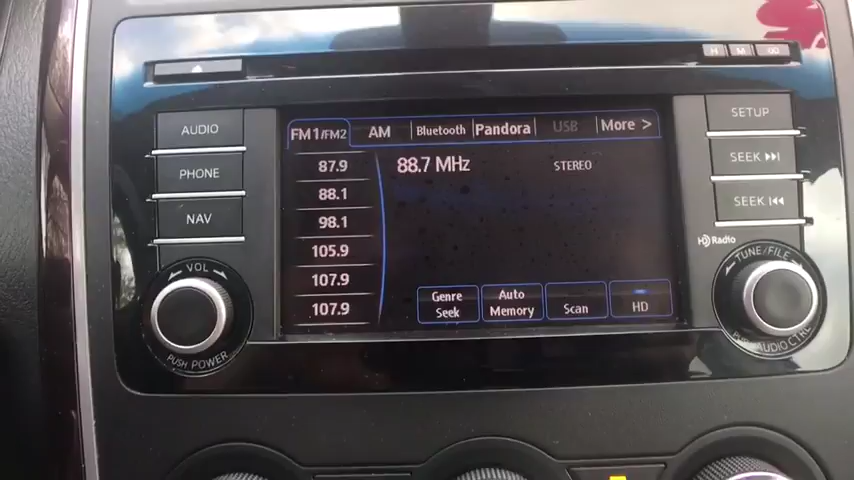 H M
AUDIO
PHONE
NAV
VOL
PUSH POWER
FM1/FM2 AM Bluetooth Pandora USB More >
87.9
88.1
98.1
105.9
107.9
107.9
88.7 MHz STEREO
Genre Seek
Auto Memory
Scan
HD
SETUP
SEEK
SEEK
HD Radio
TUNE/FILE
PUSH AUDIO CTRL